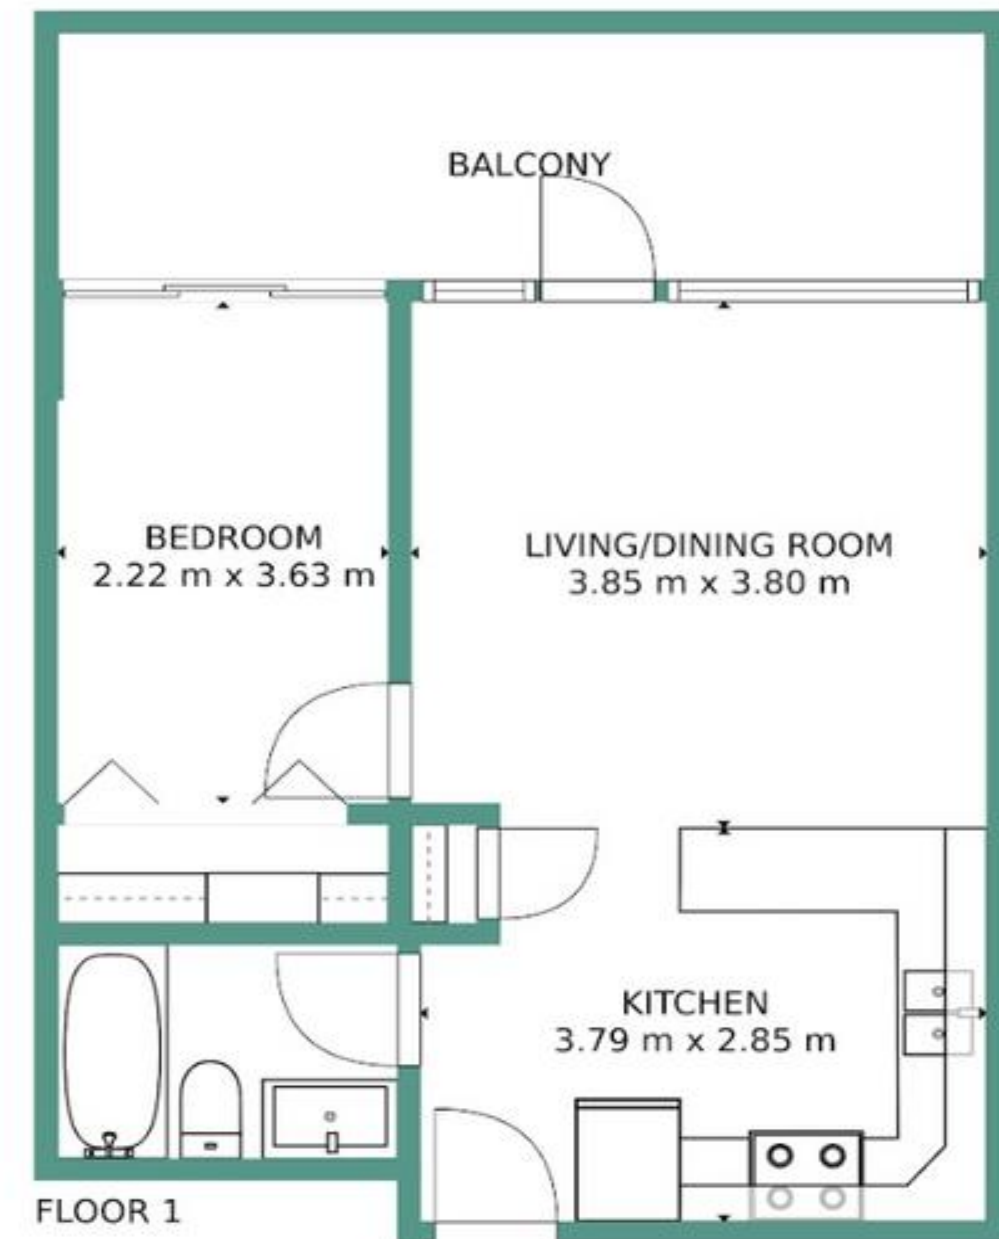 BALCONY
BEDROOM
2.22 m x 3.63 m
LIVING/DINING ROOM
3.85 m x 3.80 m
KITCHEN
3.79 m x 2.85 m
FLOOR 1